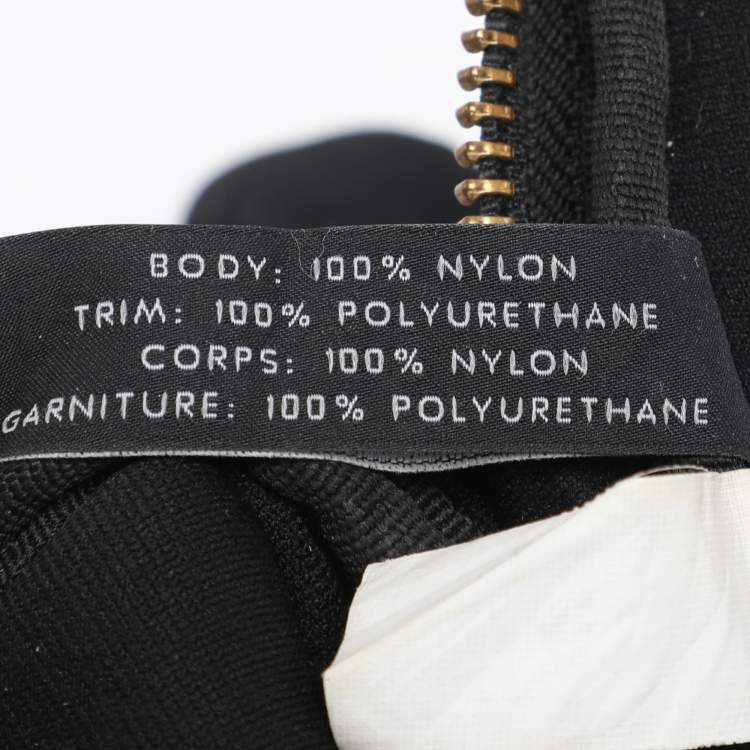 BODY: 100% NYLON
TRIM: 100% POLYURETHANE
CORPS: 100% NYLON
GARNITURE: 100% POLYURETHANE